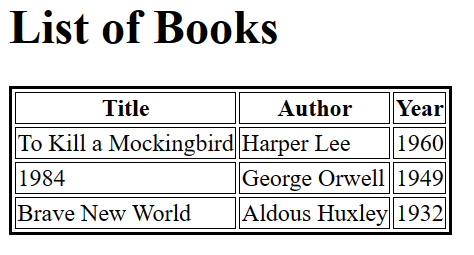 List of Books
Title Author Year
To Kill a Mockingbird Harper Lee 1960
1984 George Orwell 1949
Brave New World Aldous Huxley 1932